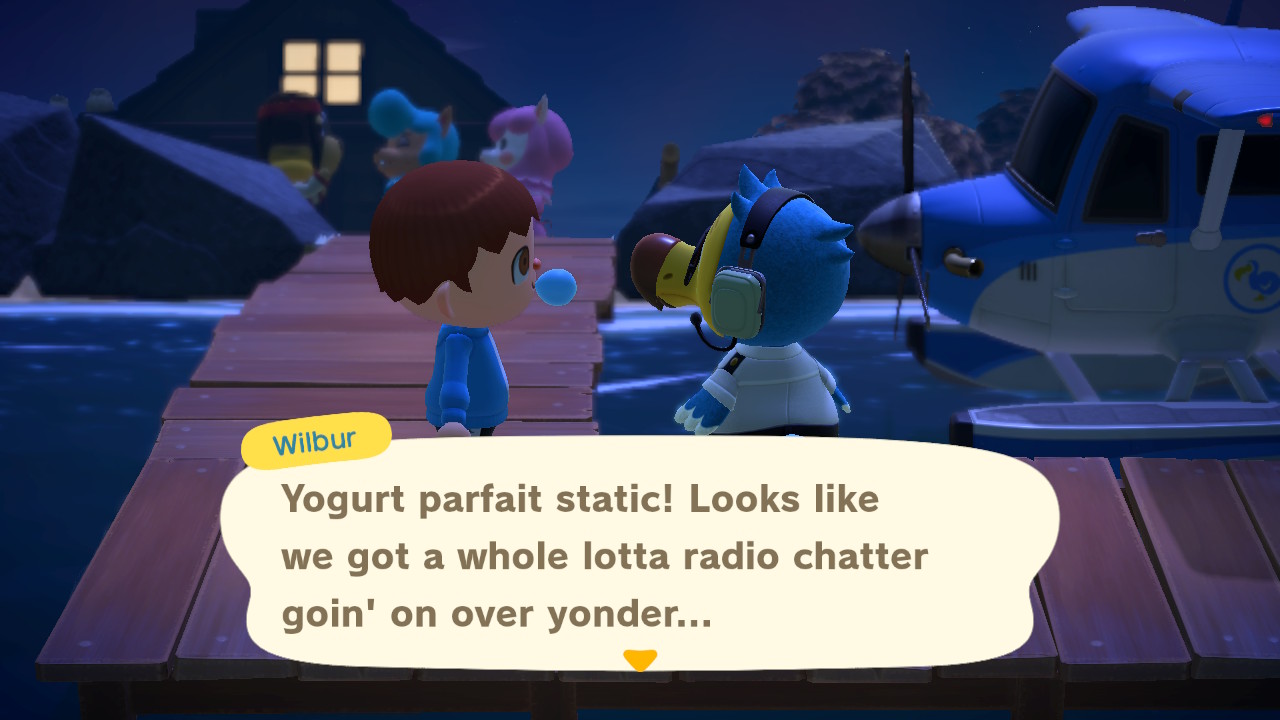 Wilbur
Yogurt parfait static! Looks like
we got a whole lotta radio chatter
goin' on over yonder...